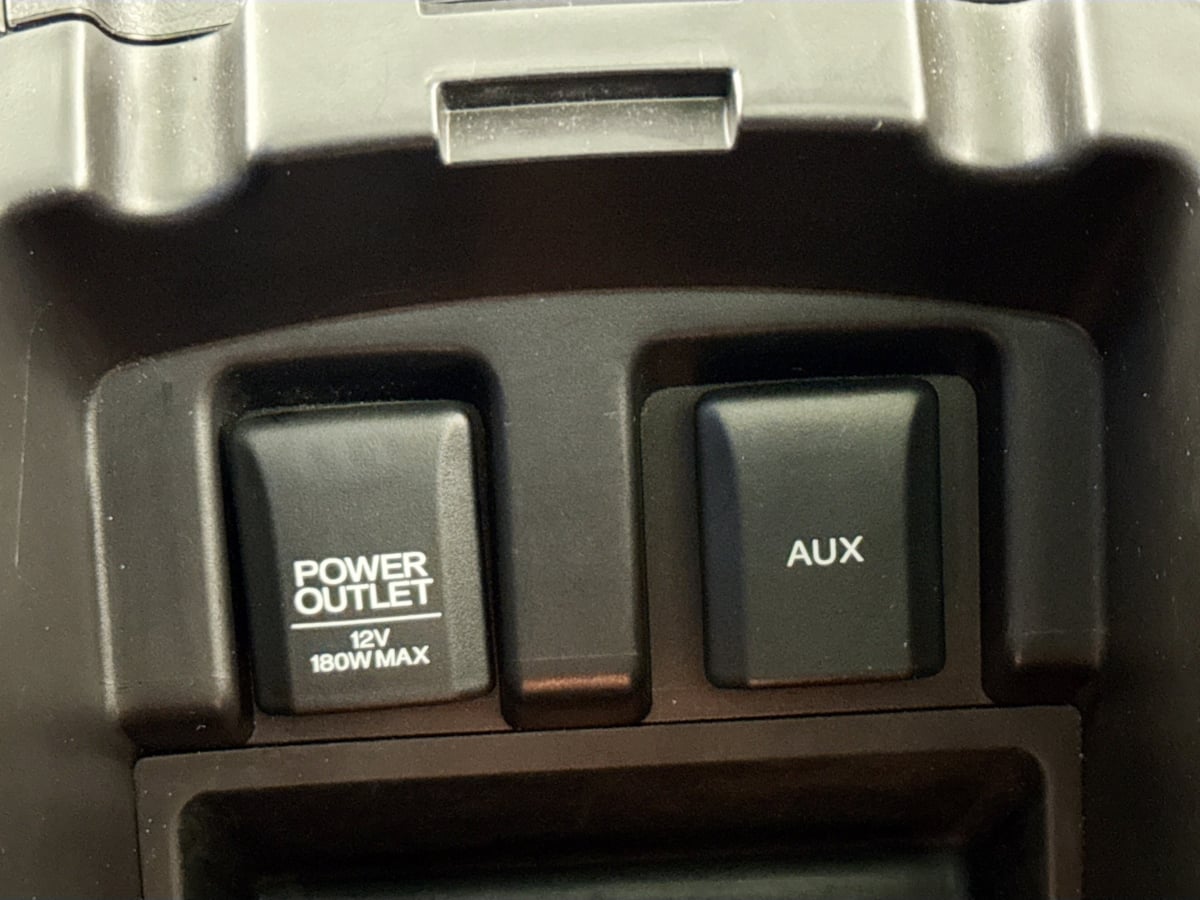 POWER
OUTLET
12V
180W MAX
AUX